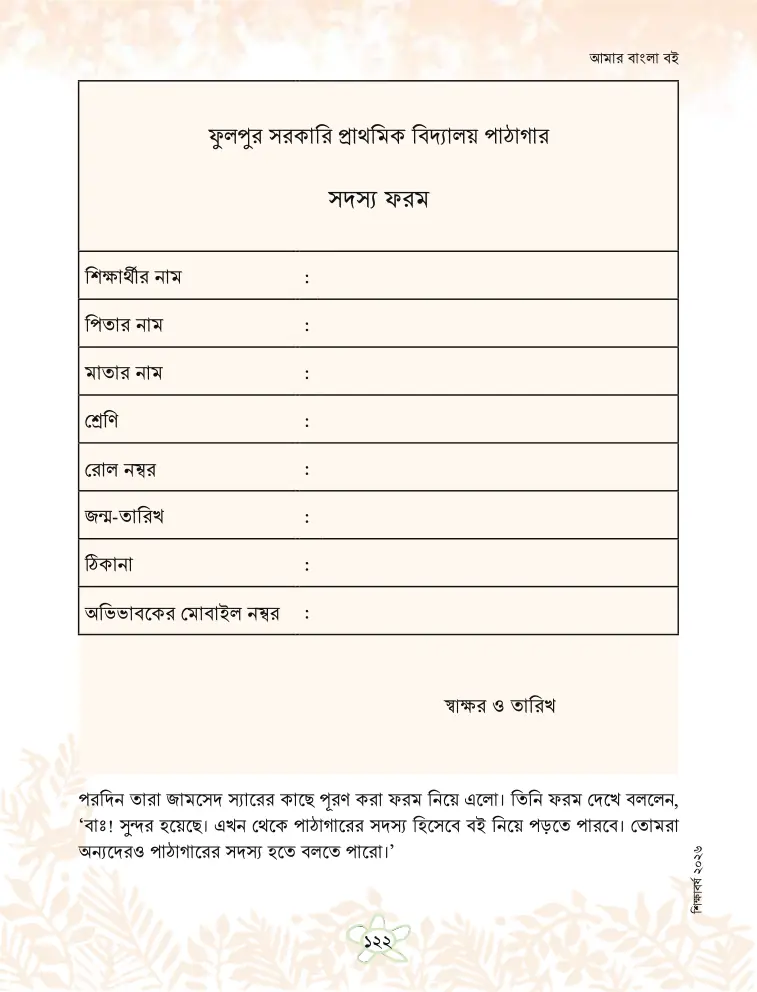 আমার বাংলা বই
ফুলপুর সরকারি প্রাথমিক বিদ্যালয় পাঠাগার
সদস্য ফরম
শিক্ষার্থীর নাম :
পিতার নাম :
মাতার নাম :
শ্রেণি :
রোল নম্বর :
জন্ম-তারিখ :
ঠিকানা :
অভিভাবকের মোবাইল নম্বর :
স্বাক্ষর ও তারিখ
পরদিন তারা জামসেদ স্যারের কাছে পূরণ করা ফরম নিয়ে এলো। তিনি ফরম দেখে বললেন,
‘বাঃ! সুন্দর হয়েছে। এখন থেকে পাঠাগারের সদস্য হিসেবে বই নিয়ে পড়তে পারবে। তোমরা
অন্যদেরও পাঠাগারের সদস্য হতে বলতে পারো।’
শিক্ষাবর্ষ ২০২৬
১২২